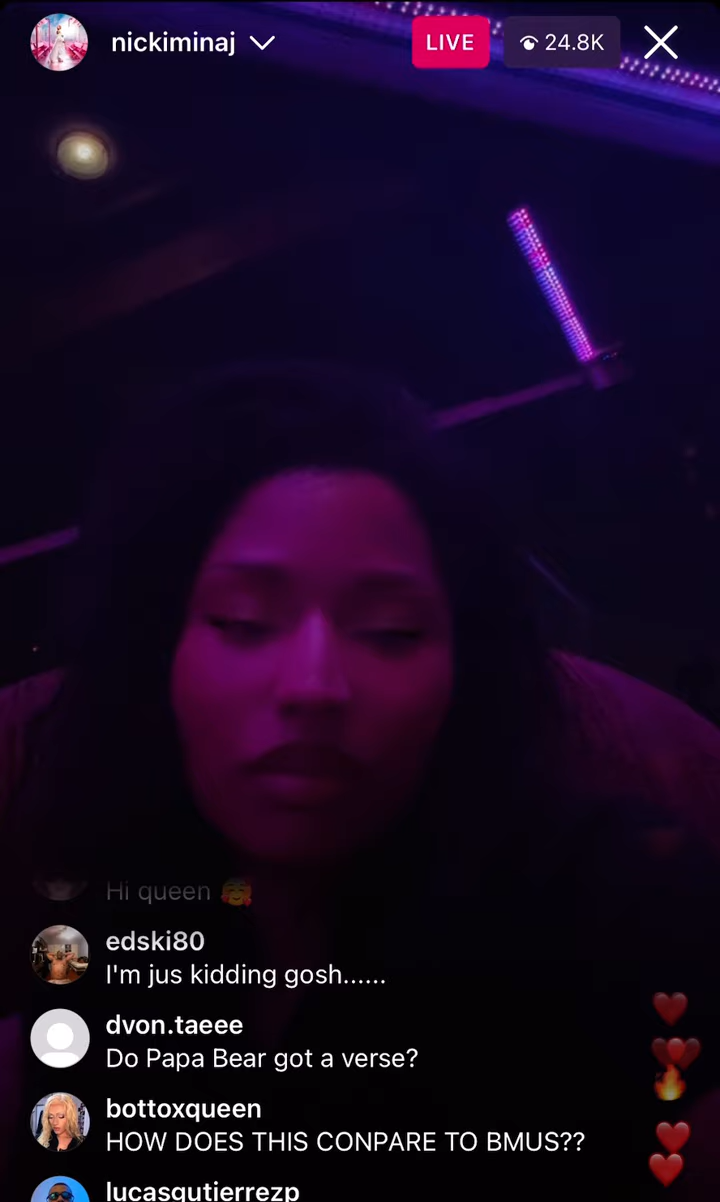 nickiminaj
LIVE
24.8K
Hi queen 🥰
edski80
I'm jus kidding gosh......
dvon.taeee
Do Papa Bear got a verse?
bottoxqueen
HOW DOES THIS CONPARE TO BMUS??
lucasgutierrezp